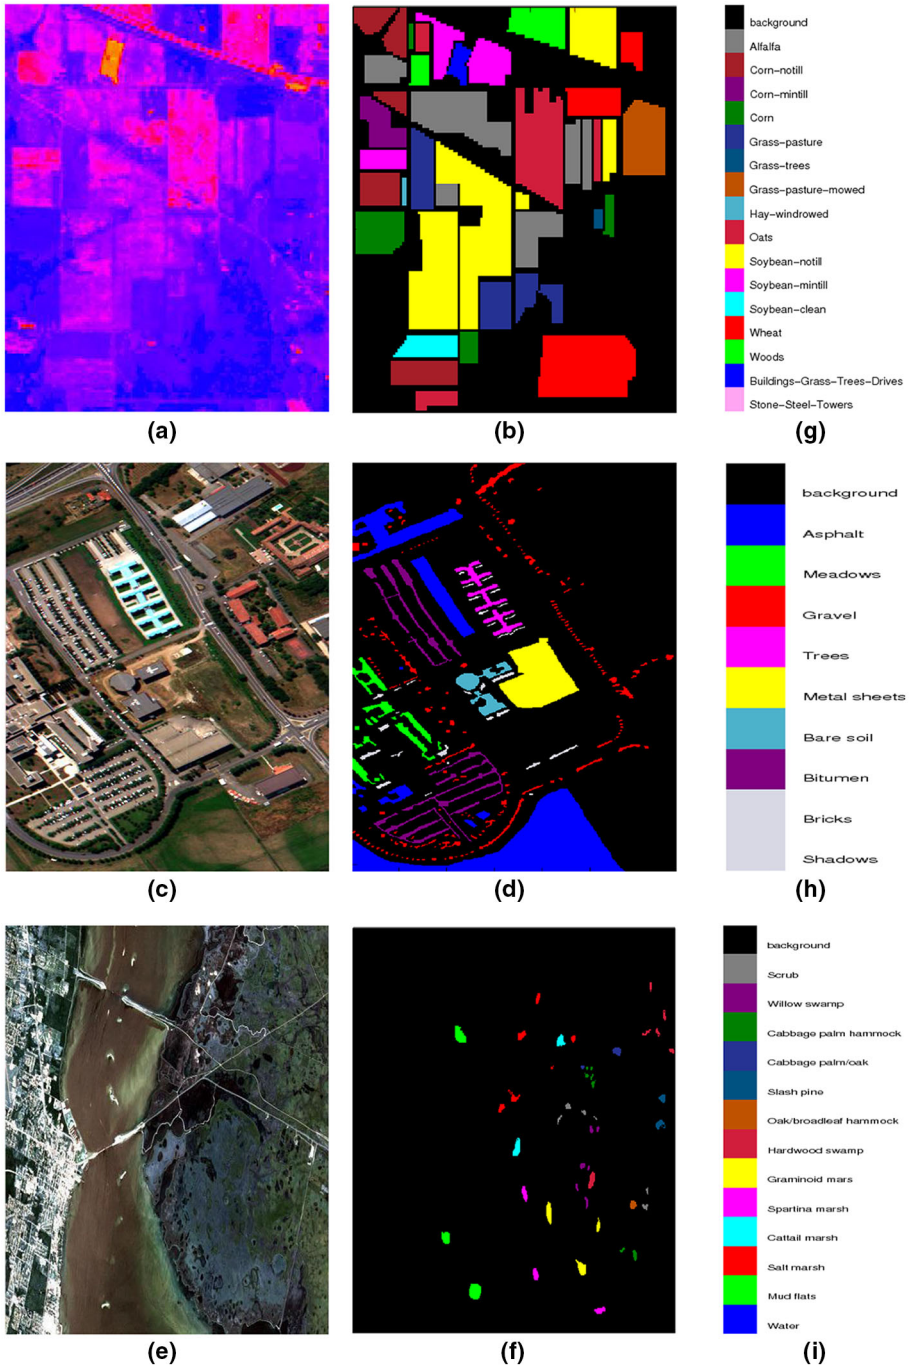 background
Alfalfa
Corn-notill
Corn-mintill
Corn
Grass-pasture
Grass-trees
Grass-pasture-mowed
Hay-windrowed
Oats
Soybean-notill
Soybean-mintill
Soybean-clean
Wheat
Woods
Buildings-Grass-Trees-Drives
Stone-Steel-Towers
(a)
(b)
(g)
background
Asphalt
Meadows
Gravel
Trees
Metal sheets
Bare soil
Bitumen
Bricks
Shadows
(c)
(d)
(h)
background
Scrub
Willow swamp
Cabbage palm hammock
Cabbage palm/oak
Slash pine
Oak/broadleaf hammock
Hardwood swamp
Graminoid mars
Spartina marsh
Cattail marsh
Salt marsh
Mud flats
Water
(e)
(f)
(i)